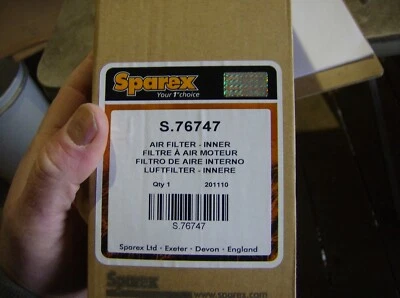 Sparex
Your 1st choice
S.76747
AIR FILTER - INNER
FILTRE À AIR MOTEUR
FILTRO DE AIRE INTERNO
LUFTFILTER - INNERE
Qty 1 201110
S.76747
Sparex Ltd · Exeter · Devon · England
Sparex
www.sparex.com